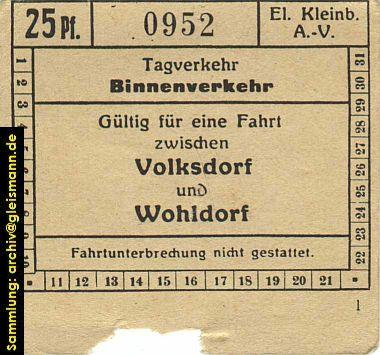 25 Pf.
0952
El. Kleinb.
A.-V.
Tagverkehr
Binnenverkehr
Gültig für eine Fahrt
zwischen
Volksdorf
und
Wohldorf
Fahrtunterbrechung nicht gestattet.
1
2
3
5
6
7
8
9
10
11 12 13 14 15 16 17 18 19 20 21
31
30
29
28
27
26
25
24
23
22
1
Sammlung: archiv@gleismann.de